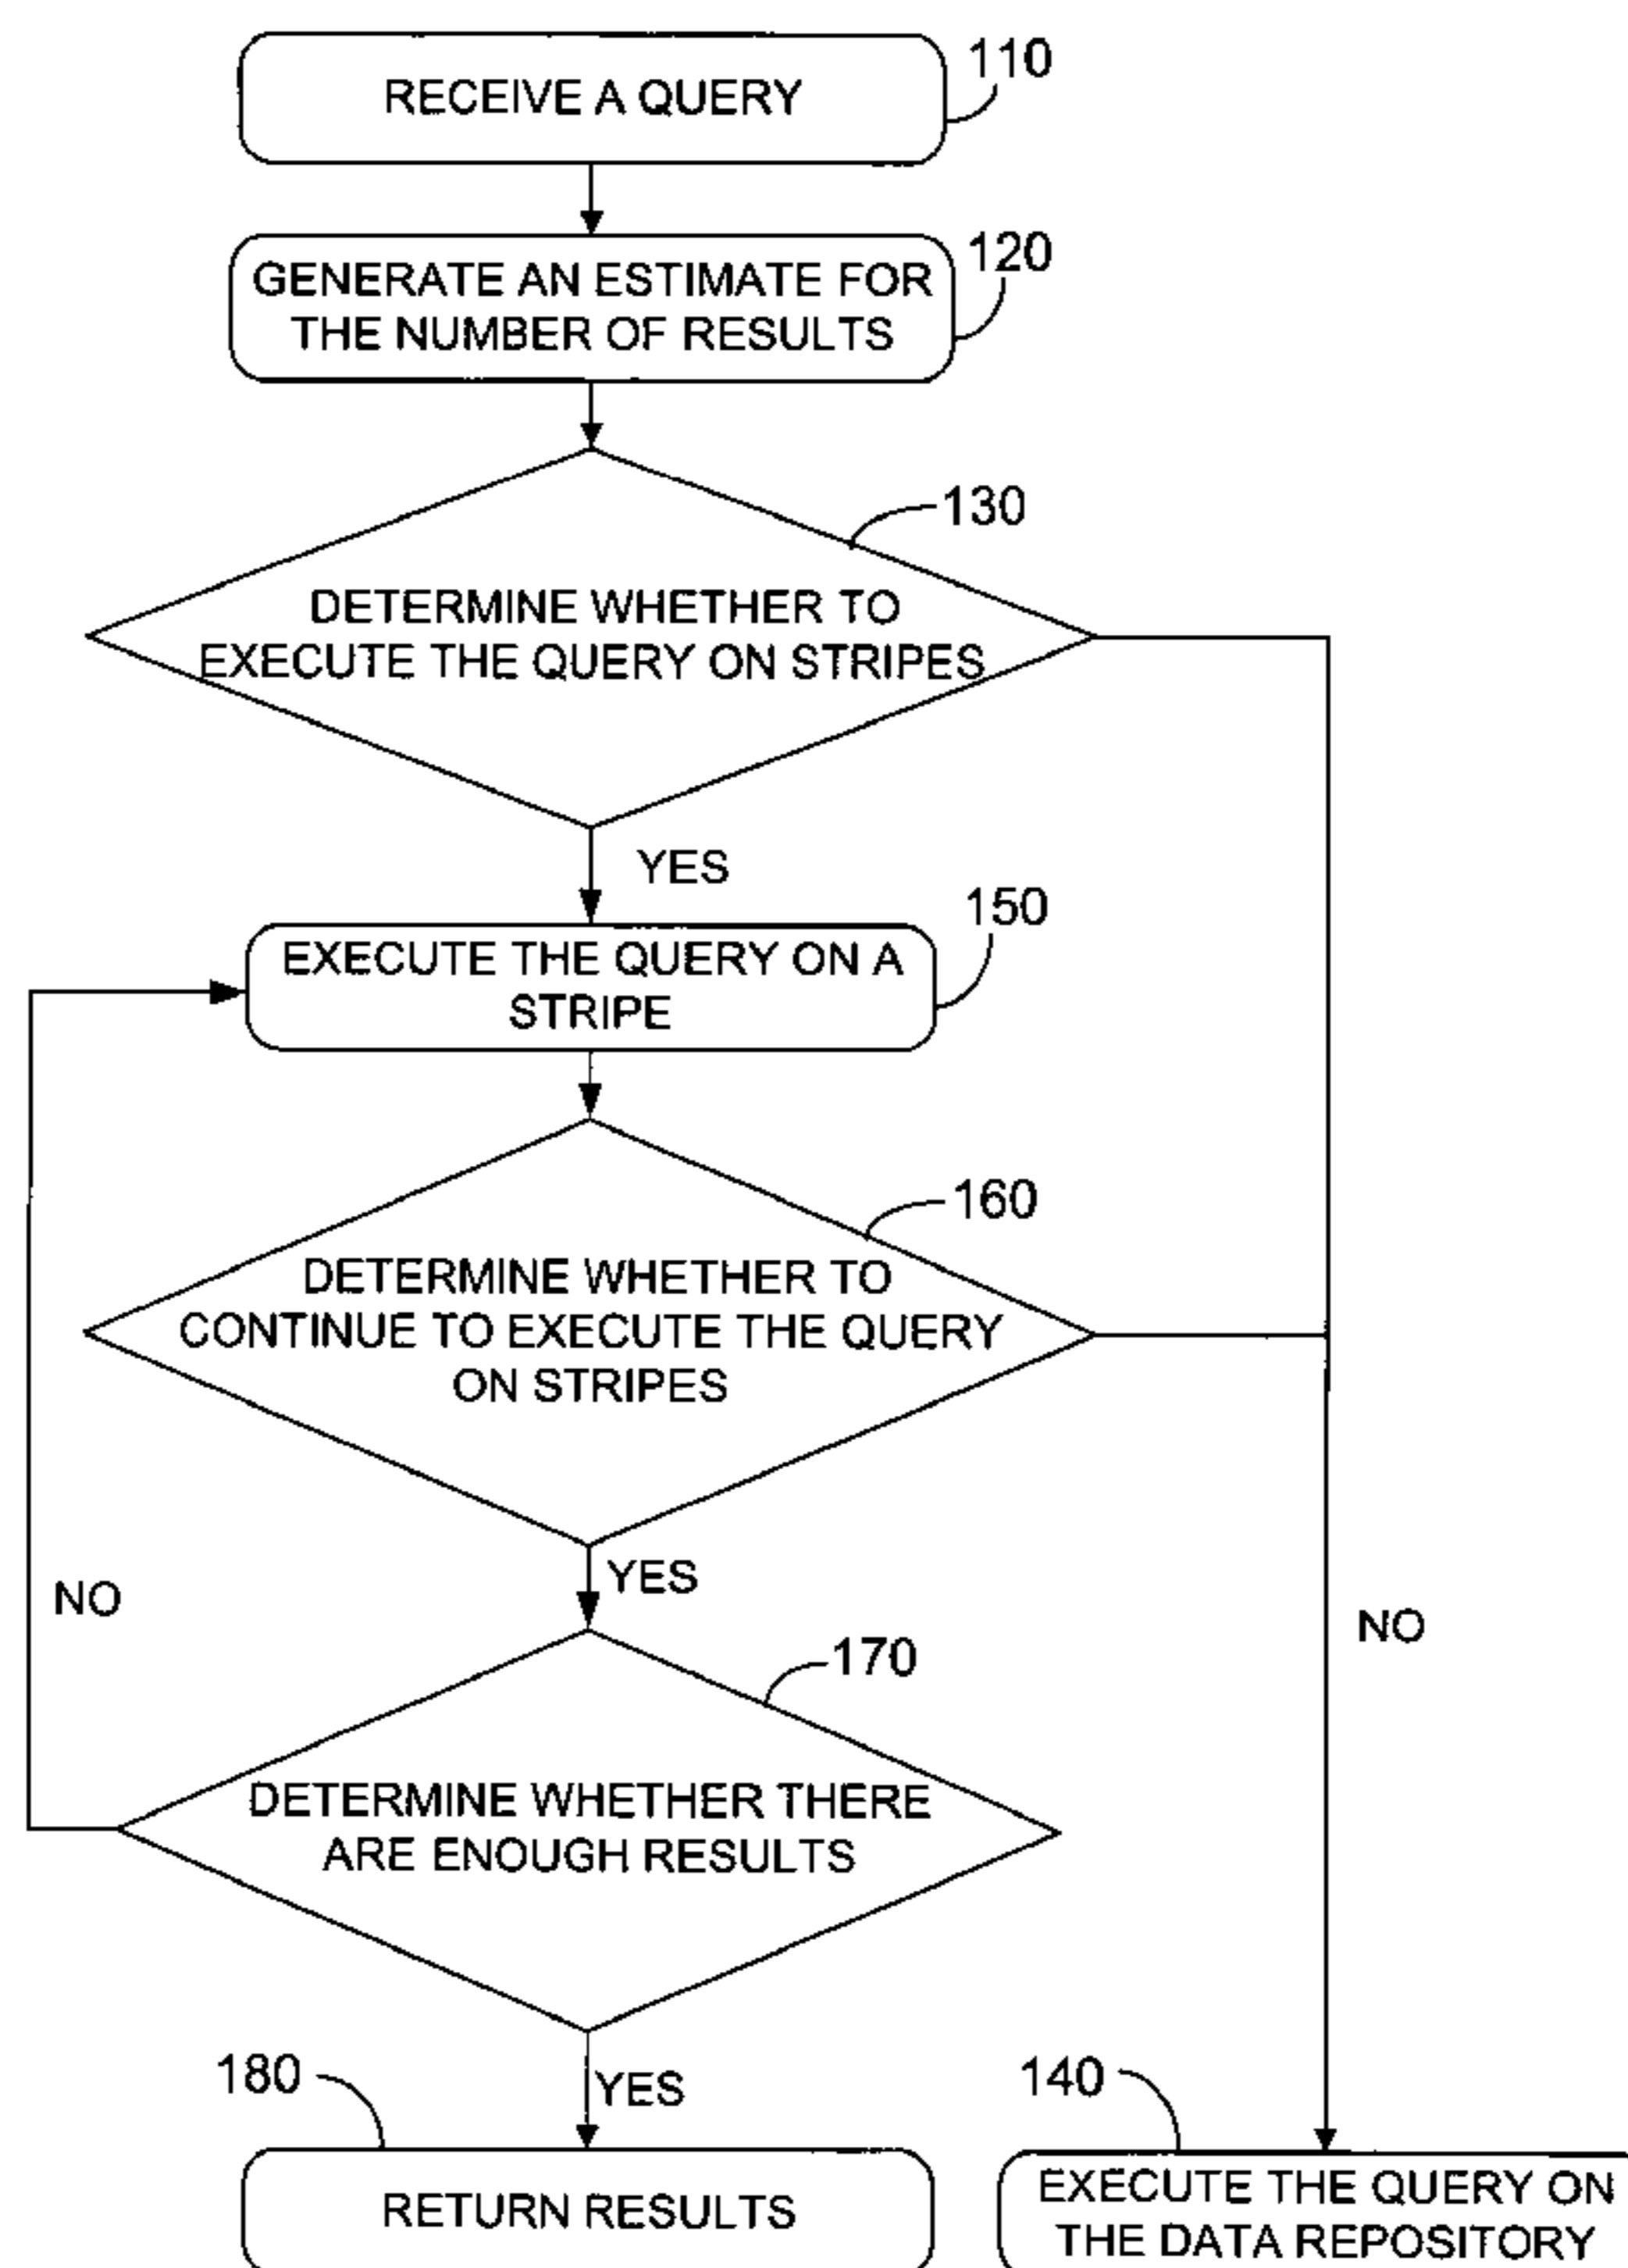 RECEIVE A QUERY
110
GENERATE AN ESTIMATE FOR
THE NUMBER OF RESULTS
120
130
DETERMINE WHETHER TO
EXECUTE THE QUERY ON STRIPES
YES
150
EXECUTE THE QUERY ON A
STRIPE
160
DETERMINE WHETHER TO
CONTINUE TO EXECUTE THE QUERY
ON STRIPES
YES
NO
NO
170
DETERMINE WHETHER THERE
ARE ENOUGH RESULTS
YES
180
RETURN RESULTS
140
EXECUTE THE QUERY ON
THE DATA REPOSITORY